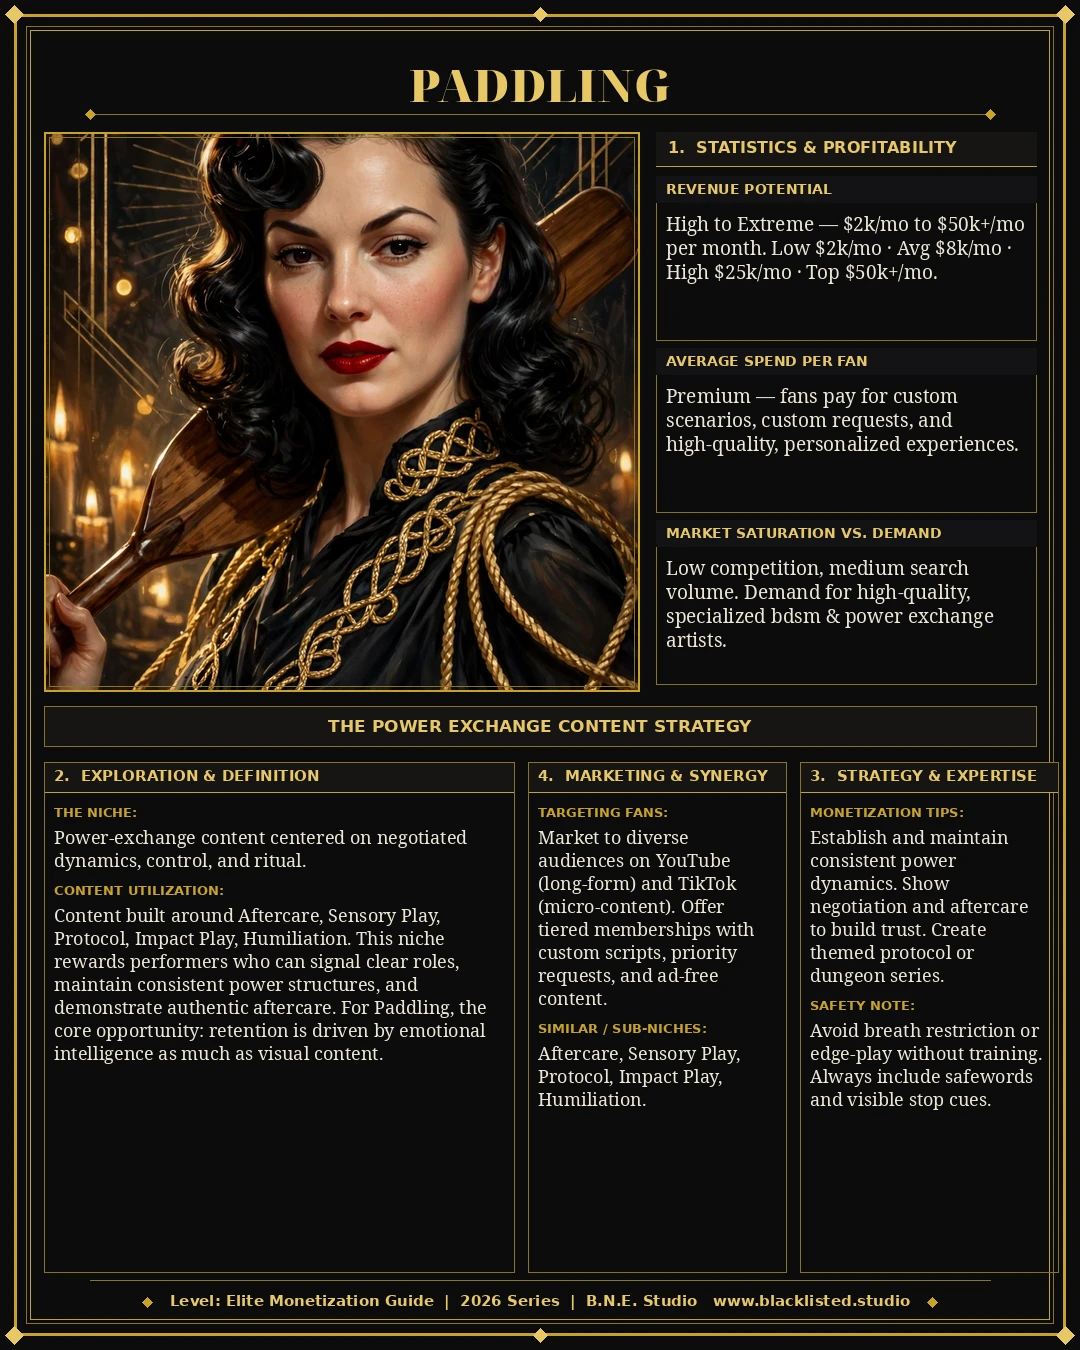 PADDLING
1. STATISTICS & PROFITABILITY
REVENUE POTENTIAL
High to Extreme — $2k/mo to $50k+/mo
per month. Low $2k/mo · Avg $8k/mo ·
High $25k/mo · Top $50k+/mo.
AVERAGE SPEND PER FAN
Premium — fans pay for custom
scenarios, custom requests, and
high-quality, personalized experiences.
MARKET SATURATION VS. DEMAND
Low competition, medium search
volume. Demand for high-quality,
specialized bdsm & power exchange
artists.
THE POWER EXCHANGE CONTENT STRATEGY
2. EXPLORATION & DEFINITION
THE NICHE:
Power-exchange content centered on negotiated
dynamics, control, and ritual.
CONTENT UTILIZATION:
Content built around Aftercare, Sensory Play,
Protocol, Impact Play, Humiliation. This niche
rewards performers who can signal clear roles,
maintain consistent power structures, and
demonstrate authentic aftercare. For Paddling, the
core opportunity: retention is driven by emotional
intelligence as much as visual content.
4. MARKETING & SYNERGY
TARGETING FANS:
Market to diverse
audiences on YouTube
(long-form) and TikTok
(micro-content). Offer
tiered memberships with
custom scripts, priority
requests, and ad-free
content.
SIMILAR / SUB-NICHES:
Aftercare, Sensory Play,
Protocol, Impact Play,
Humiliation.
3. STRATEGY & EXPERTISE
MONETIZATION TIPS:
Establish and maintain
consistent power
dynamics. Show
negotiation and aftercare
to build trust. Create
themed protocol or
dungeon series.
SAFETY NOTE:
Avoid breath restriction or
edge-play without training.
Always include safewords
and visible stop cues.
Level: Elite Monetization Guide | 2026 Series | B.N.E. Studio www.blacklisted.studio